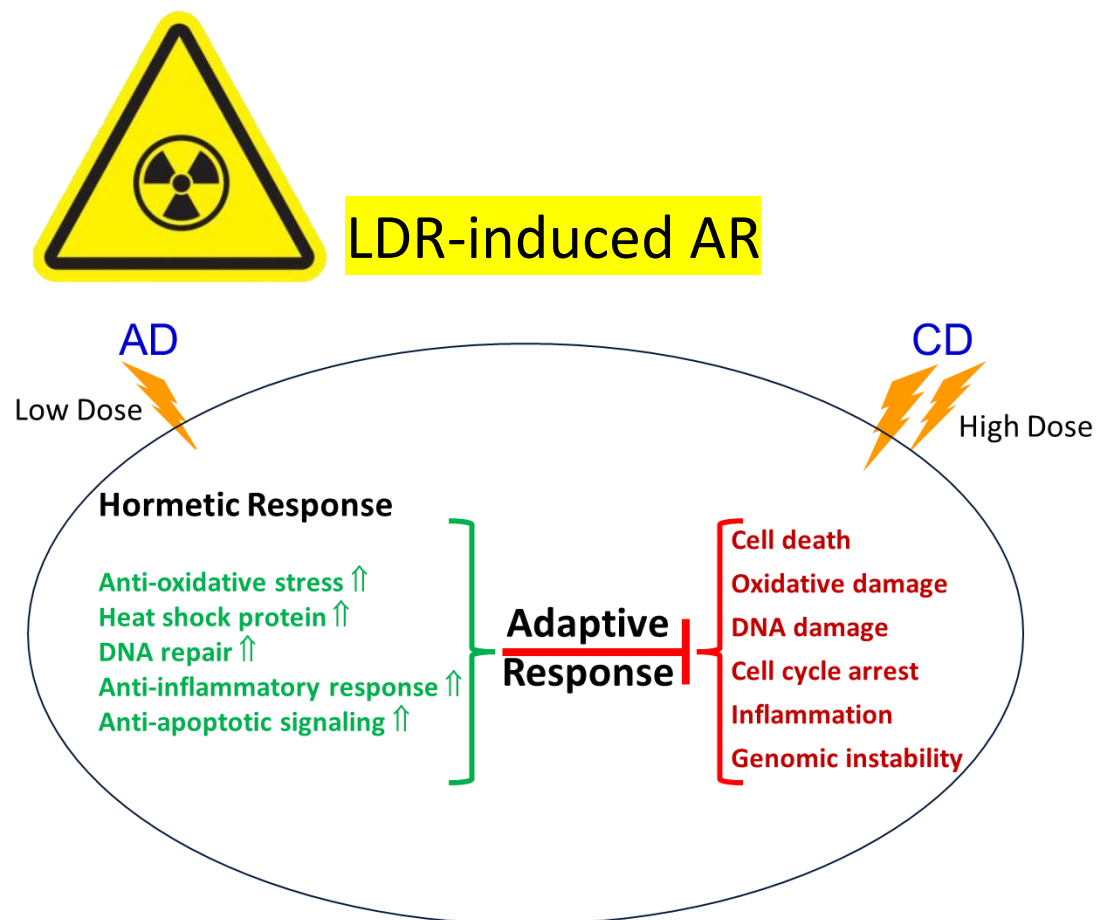 LDR-induced AR
AD
CD
Low Dose
High Dose
Hormetic Response
Anti-oxidative stress ⇑
Heat shock protein ⇑
DNA repair ⇑
Anti-inflammatory response ⇑
Anti-apoptotic signaling ⇑
Adaptive
Response
Cell death
Oxidative damage
DNA damage
Cell cycle arrest
Inflammation
Genomic instability